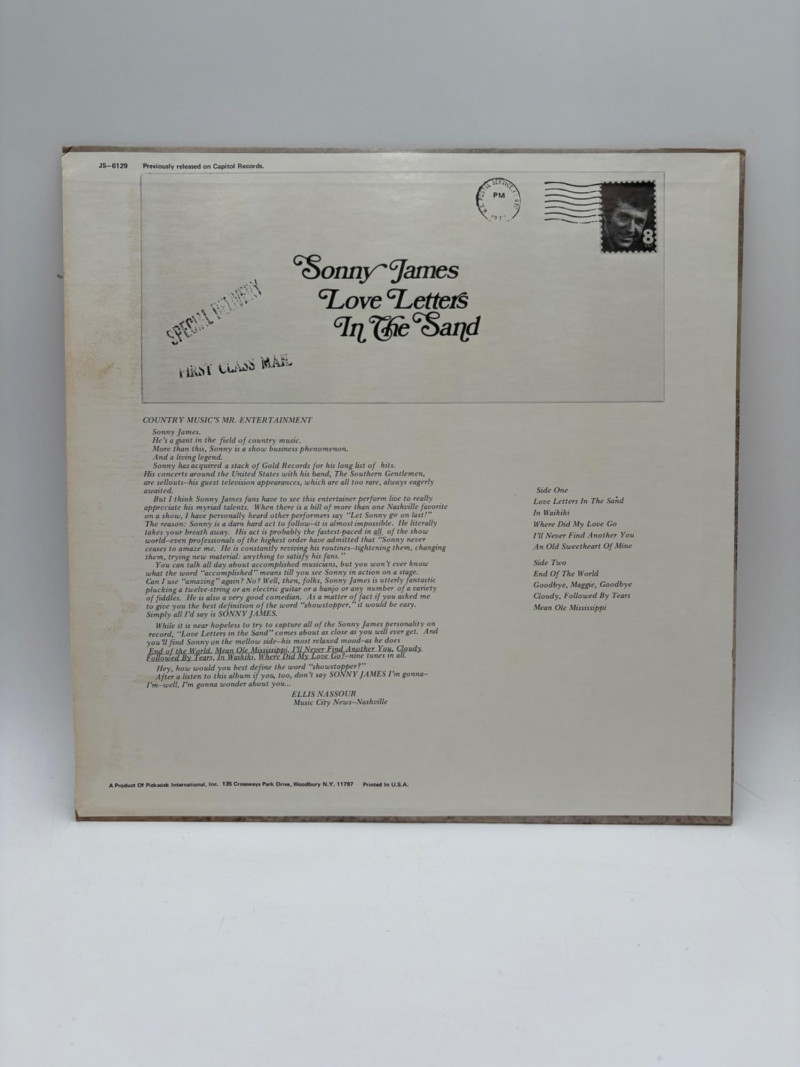 JS-6129 Previously released on Capitol Records.
PM
8
Sonny James
Love Letters
In The Sand
SPECIAL DELIVERY
FIRST CLASS MAIL
COUNTRY MUSIC'S MR. ENTERTAINMENT
Sonny James.
He's a giant in the field of country music.
More than this, Sonny is a show business phenomenon.
And a living legend.
Sonny has acquired a stack of Gold Records for his long list of hits.
His concerts around the United States with his band, The Southern Gentlemen,
are sellouts--his guest television appearances, which are all too rare, always eagerly
awaited.
But I think Sonny James fans have to see this entertainer perform live to really
appreciate his myriad talents. When there is a bill of more than one Nashville favorite
on a show, I have personally heard other performers say "Let Sonny go on last!"
The reason: Sonny is a darn hard act to follow--it is almost impossible. He literally
takes your breath away. His act is probably the fastest-paced in all of the show
world--even professionals of the highest order have admitted that "Sonny never
ceases to amaze me. He is constantly reviving his routines--tightening them, changing
them, trying new material: anything to satisfy his fans."
You can talk all day about accomplished musicians, but you won't ever know
what the word "accomplished" means till you see Sonny in action on a stage.
Can I use "amazing" again? No? Well, then, folks, Sonny James is utterly fantastic
plucking a twelve-string or an electric guitar or a banjo or any number of a variety
of fiddles. He is also a very good comedian. As a matter of fact if you asked me
to give you the best definition of the word "showstopper," it would be easy.
Simply all I'd say is SONNY JAMES.
While it is near hopeless to try to capture all of the Sonny James personality on
record, "Love Letters in the Sand" comes about as close as you will ever get. And
you'll find Sonny on the mellow side--his most relaxed mood--as he does
End of the World, Mean Ole Mississippi, I'll Never Find Another You, Cloudy,
Followed By Tears, In Waikiki, Where Did My Love Go?--nine tunes in all.
Hey, how would you best define the word "showstopper?"
After a listen to this album if you, too, don't say SONNY JAMES I'm gonna--
I'm--well, I'm gonna wonder about you...
ELLIS NASSOUR
Music City News--Nashville
Side One
Love Letters In The Sand
In Waikiki
Where Did My Love Go
I'll Never Find Another You
An Old Sweetheart Of Mine
Side Two
End Of The World
Goodbye, Maggie, Goodbye
Cloudy, Followed By Tears
Mean Ole Mississippi
A Product Of Pickwick International, Inc. 135 Crossways Park Drive, Woodbury N.Y. 11797 Printed In U.S.A.